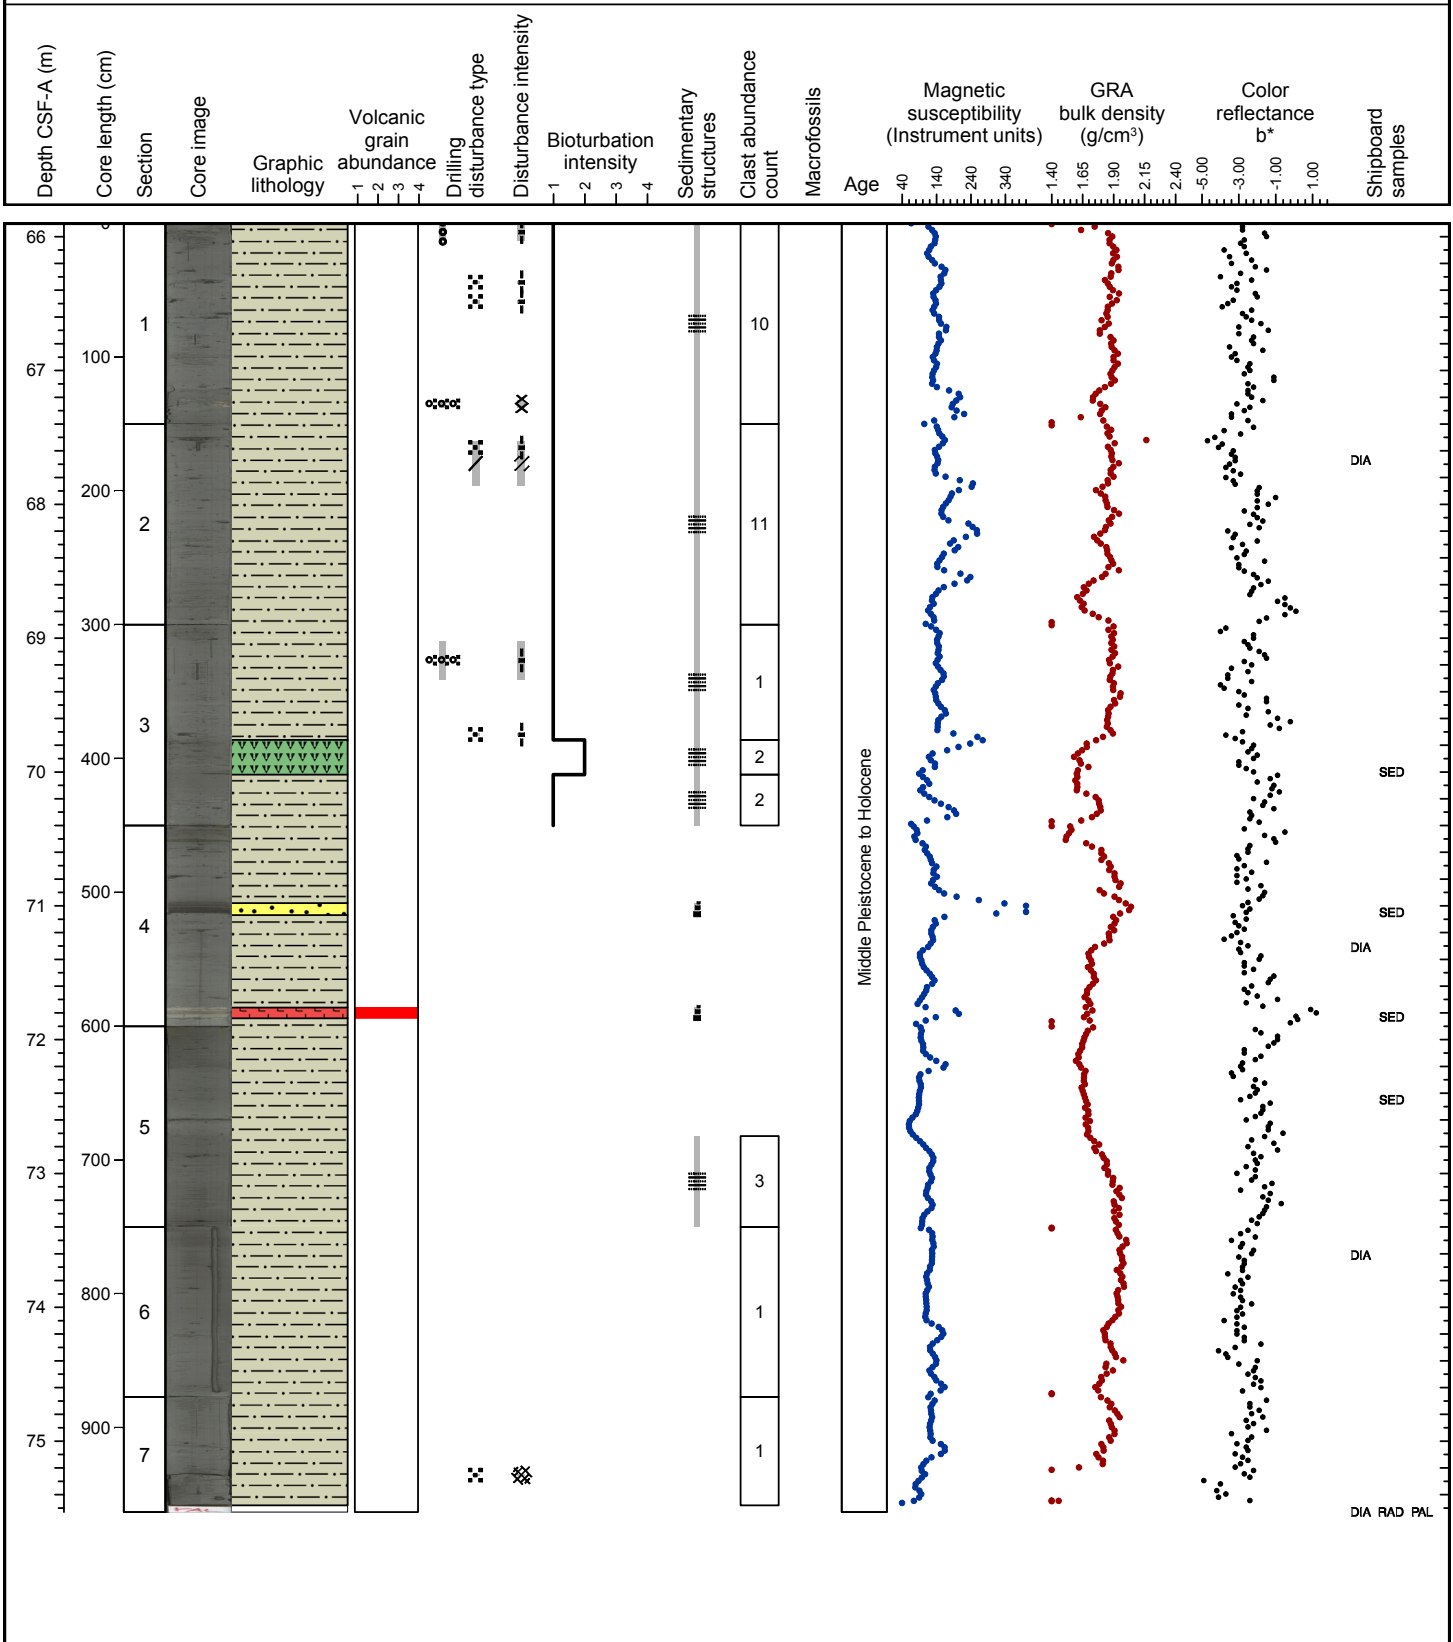 Depth CSF-A (m)
Core length (cm)
Section
Core image
Graphic
lithology
Volcanic
grain
abundance
1 2 3 4
Drilling
disturbance type
Disturbance intensity
Bioturbation
intensity
1 2 3 4
Sedimentary
structures
Clast abundance
count
Macrofossils
Age
Magnetic
susceptibility
(Instrument units)
40 140 240 340
GRA
bulk density
(g/cm³)
1.40 1.65 1.90 2.15 2.40
Color
reflectance
b*
-5.00 -3.00 -1.00 1.00
Shipboard
samples
66
67
68
69
70
71
72
73
74
75
0
100
200
300
400
500
600
700
800
900
1
2
3
4
5
6
7
10
11
1
2
2
3
1
1
Middle Pleistocene to Holocene
DIA
SED
SED
DIA
SED
SED
DIA
DIA RAD PAL